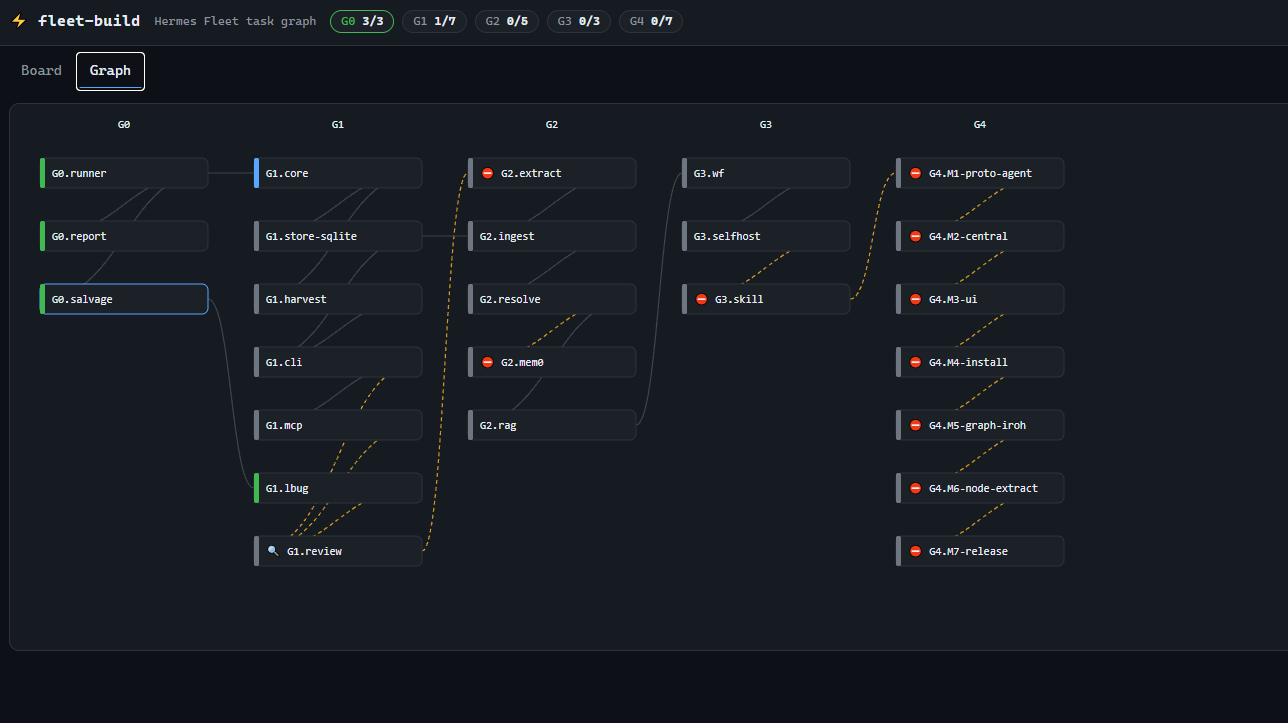 fleet-build Hermes Fleet task graph G0 3/3 G1 1/7 G2 0/5 G3 0/3 G4 0/7
Board Graph
G0 G1 G2 G3 G4
G0.runner G1.core G2.extract G3.wf G4.M1-proto-agent
G0.report G1.store-sqlite G2.ingest G3.selfhost G4.M2-central
G0.salvage G1.harvest G2.resolve G3.skill G4.M3-ui
G1.cli G2.mem0 G4.M4-install
G1.mcp G2.rag G4.M5-graph-iroh
G1.lbug G4.M6-node-extract
G1.review G4.M7-release